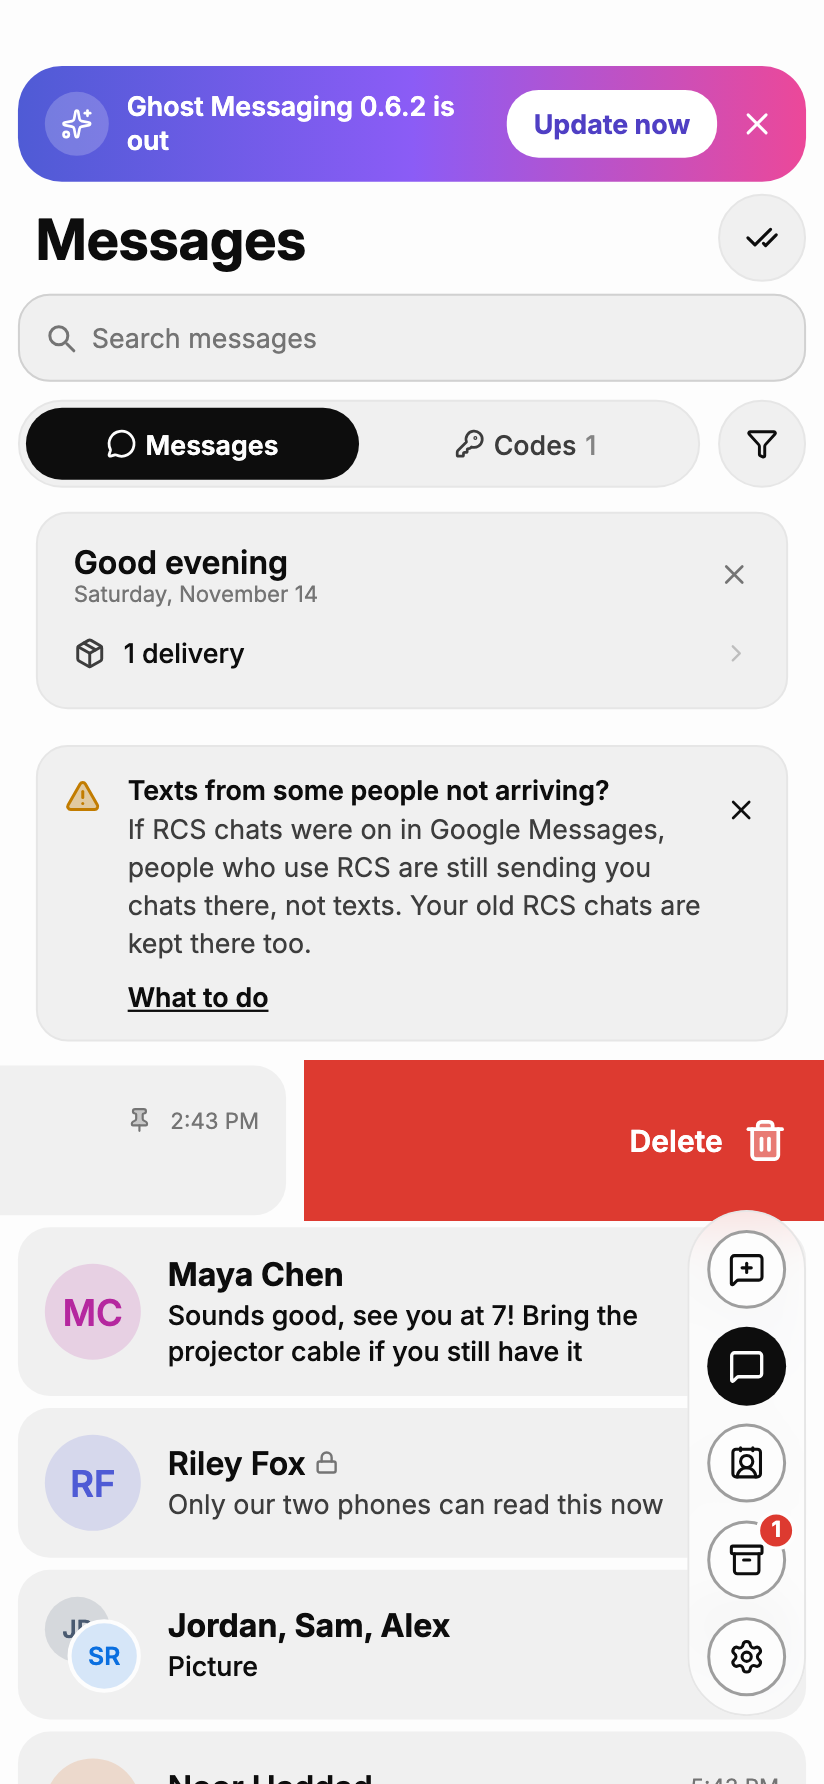 Ghost Messaging 0.6.2 is
out
Update now
Messages
Search messages
Messages
Codes 1
Good evening
Saturday, November 14
1 delivery
Texts from some people not arriving?
If RCS chats were on in Google Messages,
people who use RCS are still sending you
chats there, not texts. Your old RCS chats are
kept there too.
What to do
2:43 PM
Delete
MC
Maya Chen
Sounds good, see you at 7! Bring the
projector cable if you still have it
RF
Riley Fox
Only our two phones can read this now
1
SR
Jordan, Sam, Alex
Picture
Noor Haddad
5:42 PM